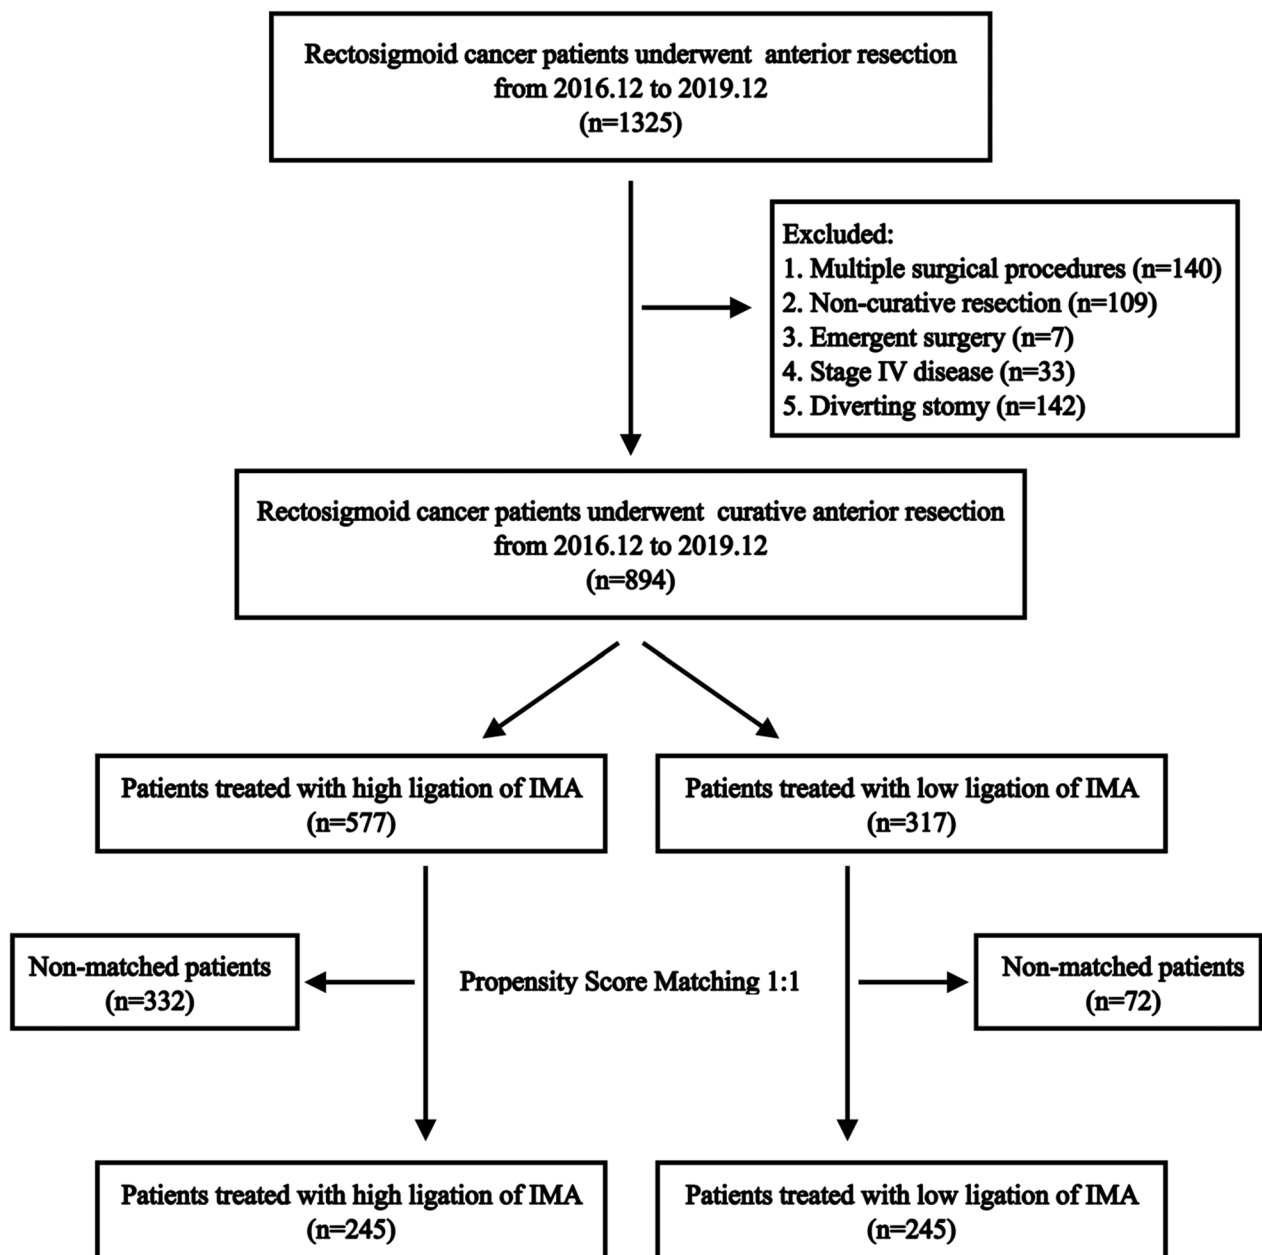 Rectosigmoid cancer patients underwent anterior resection
from 2016.12 to 2019.12
(n=1325)
Excluded:
1. Multiple surgical procedures (n=140)
2. Non-curative resection (n=109)
3. Emergent surgery (n=7)
4. Stage IV disease (n=33)
5. Diverting stomy (n=142)
Rectosigmoid cancer patients underwent curative anterior resection
from 2016.12 to 2019.12
(n=894)
Patients treated with high ligation of IMA
(n=577)
Patients treated with low ligation of IMA
(n=317)
Non-matched patients
(n=332)
Propensity Score Matching 1:1
Non-matched patients
(n=72)
Patients treated with high ligation of IMA
(n=245)
Patients treated with low ligation of IMA
(n=245)